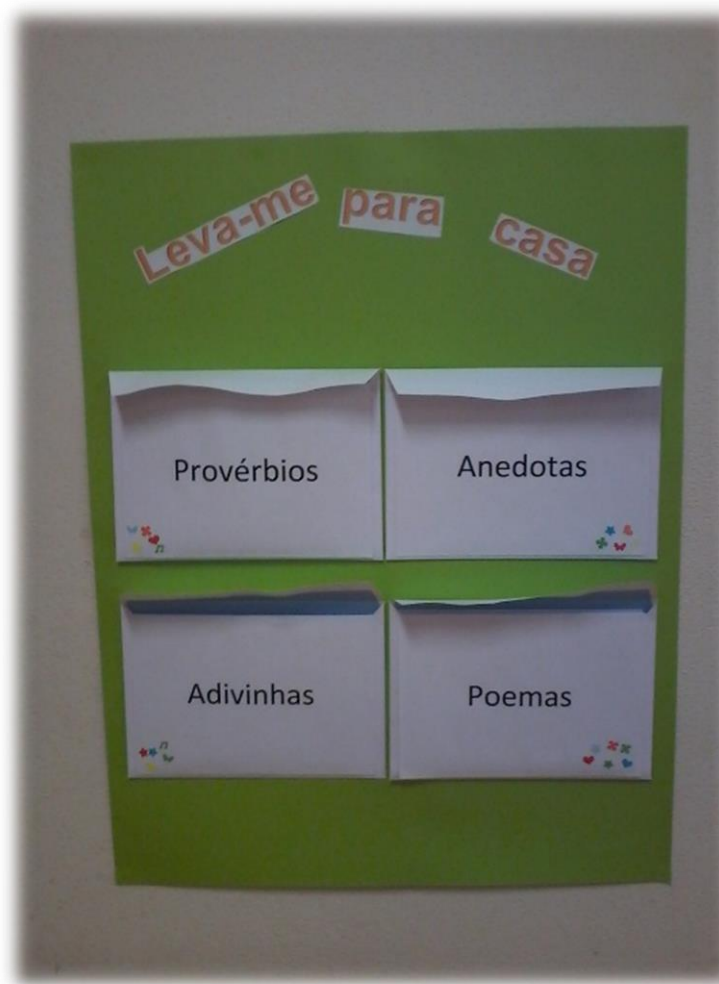 Leva-me para casa
Provérbios
Anedotas
Adivinhas
Poemas